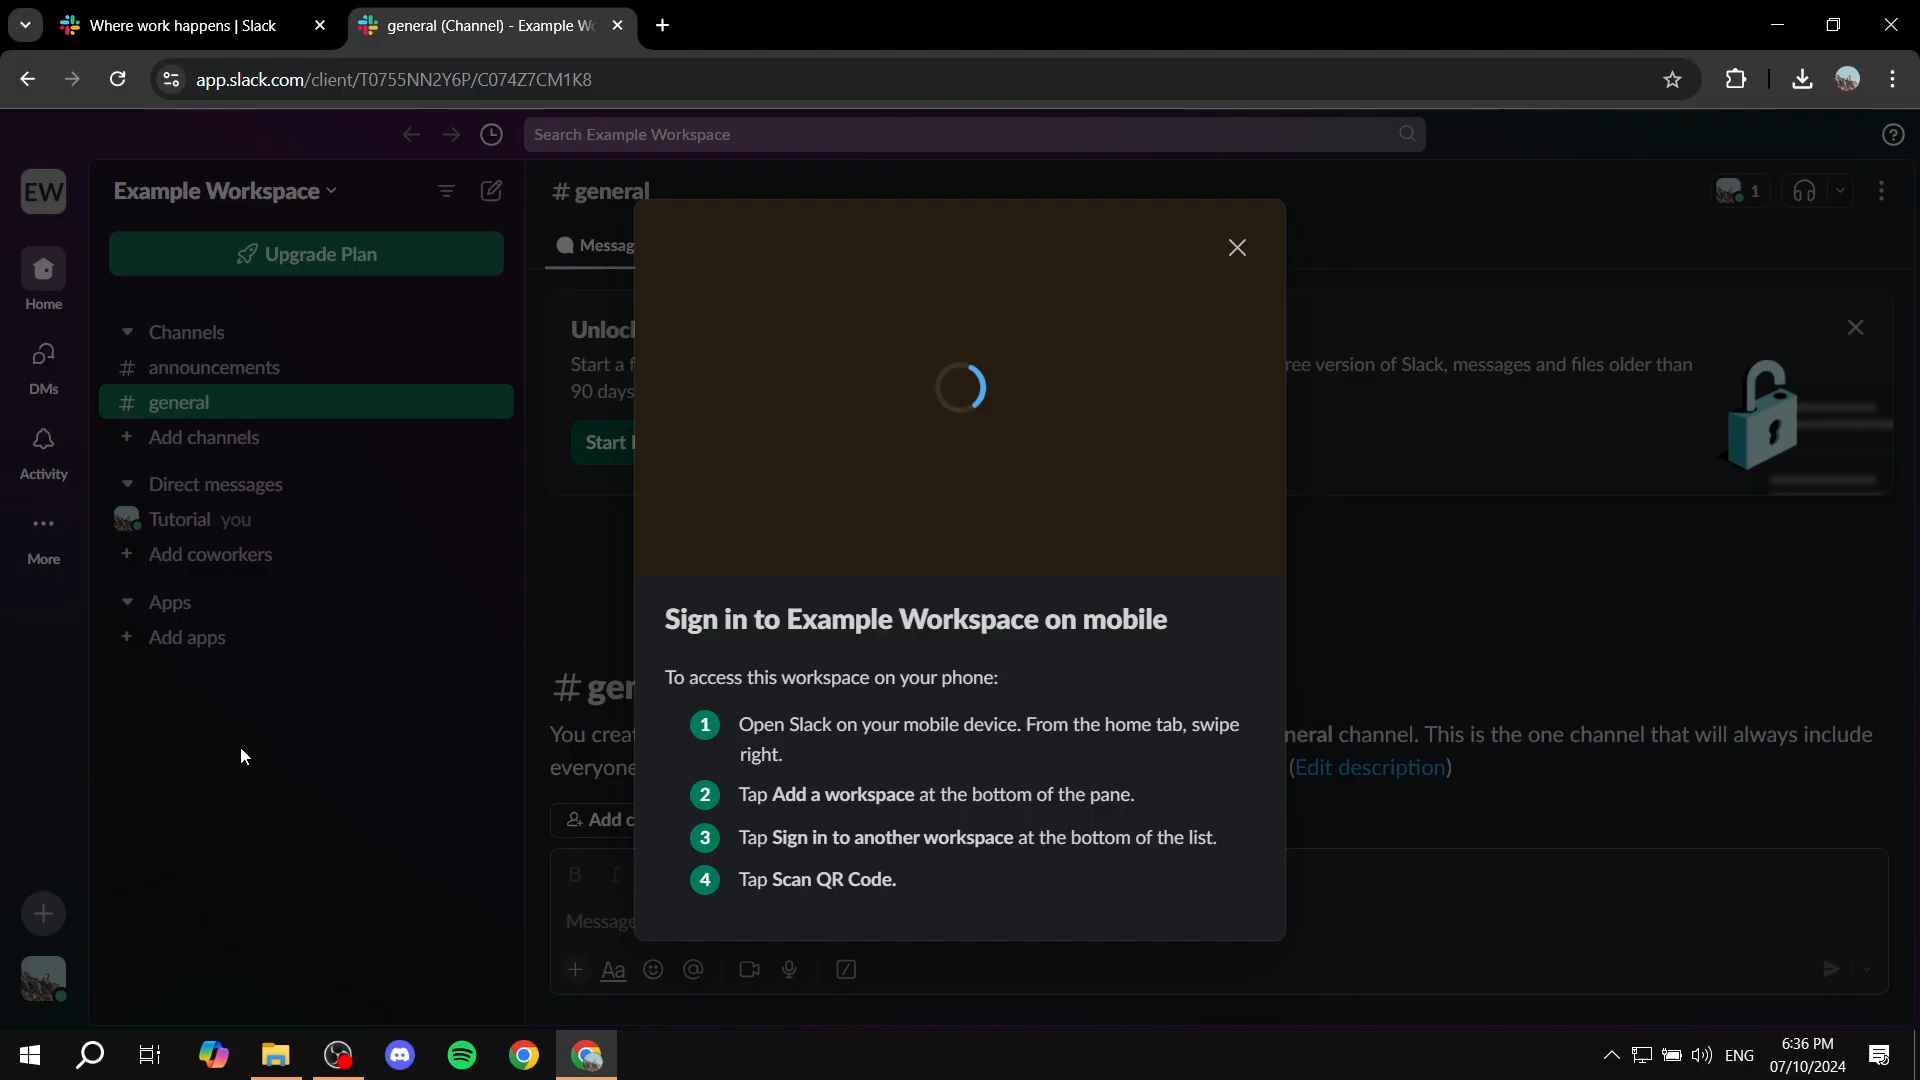 Where work happens | Slack
general (Channel) - Example
app.slack.com/client/T0755NN2Y6P/C074Z7CM1K8
Search Example Workspace
EW
Example Workspace
# general
1
Upgrade Plan
Home
DMs
Activity
More
Channels
# announcements
# general
+ Add channels
Direct messages
Tutorial you
+ Add coworkers
Apps
+ Add apps
Start a
90 days
Start
ree version of Slack, messages and files older than
Sign in to Example Workspace on mobile
To access this workspace on your phone:
1 Open Slack on your mobile device. From the home tab, swipe
right.
2 Tap Add a workspace at the bottom of the pane.
3 Tap Sign in to another workspace at the bottom of the list.
4 Tap Scan QR Code.
# ger
You
everyone
neral channel. This is the one channel that will always include
(Edit description)
Add c
B I
Message
Aa
ENG
6:36 PM
07/10/2024